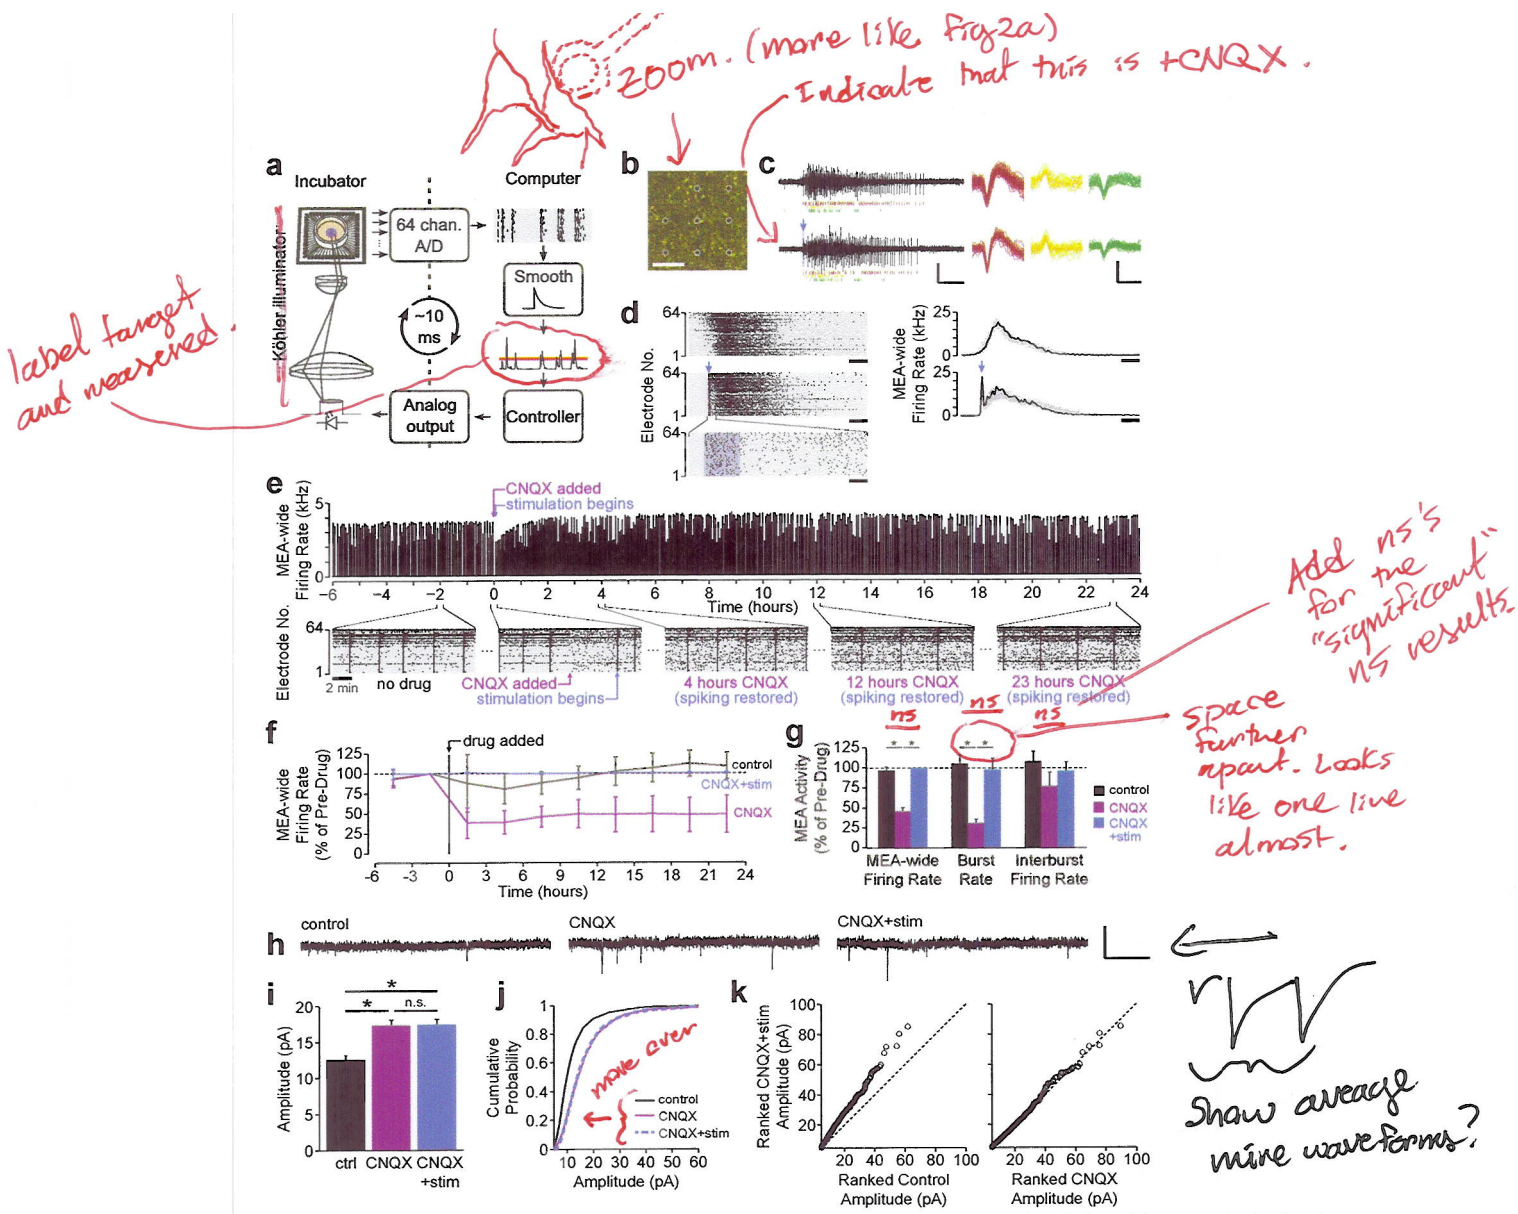 ZOOM. (more like fig2a)
Indicate that this is +CNQX.
a
Incubator
Computer
64 chan.
A/D
Smooth
~10
ms
Köhler illuminator
Analog
output
Controller
label target
and measered.
b
c
d
64
1
64
1
64
1
Electrode No.
MEA-wide
Firing Rate (kHz)
25
0
25
0
e
CNQX added
stimulation begins
MEA-wide
Firing Rate (kHz)
5
0
−6 −4 −2 0 2 4 6 8 10 12 14 16 18 20 22 24
Time (hours)
Electrode No.
64
1
2 min
no drug
CNQX added
stimulation begins
4 hours CNQX
(spiking restored)
12 hours CNQX
(spiking restored)
23 hours CNQX
(spiking restored)
Add ns's
for the
"significant"
ns results.
f
drug added
MEA-wide
Firing Rate
(% of Pre-Drug)
125
100
75
50
25
0
control
CNQX+stim
CNQX
-6 -3 0 3 6 9 12 15 18 21 24
Time (hours)
g
ns ns ns
* * * *
MEA Activity
(% of Pre-Drug)
125
100
75
50
25
0
control
CNQX
CNQX
+stim
MEA-wide
Firing Rate
Burst
Rate
Interburst
Firing Rate
space
further
apart. Looks
like one line
almost.
h
control
CNQX
CNQX+stim
Show average
mine waveforms?
i
*
* n.s.
Amplitude (pA)
20
15
10
5
0
ctrl CNQX CNQX
+stim
j
Cumulative
Probability
1
0.8
0.6
0.4
0.2
0
move over
control
CNQX
CNQX+stim
10 20 30 40 50 60
Amplitude (pA)
k
Ranked CNQX+stim
Amplitude (pA)
100
80
60
40
20
20 40 60 80 100
Ranked Control
Amplitude (pA)
20 40 60 80 100
Ranked CNQX
Amplitude (pA)